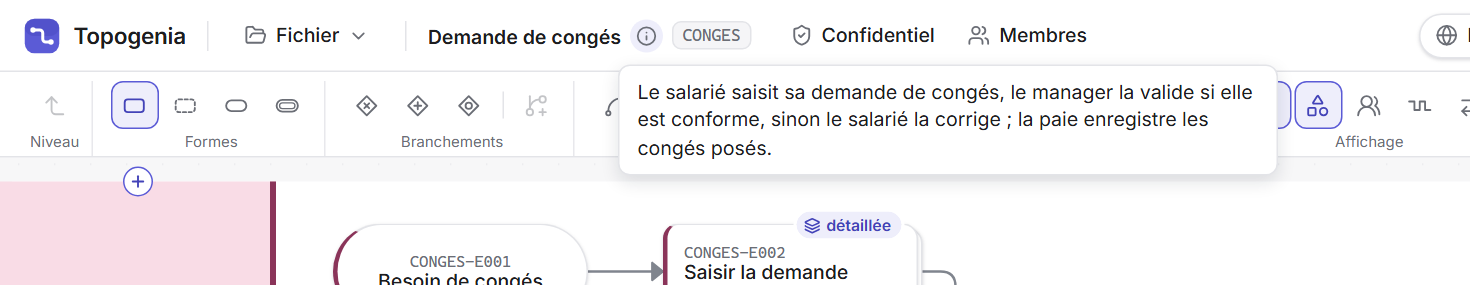 Topogenia
Fichier
Demande de congés
CONGES
Confidentiel
Membres
Le salarié saisit sa demande de congés, le manager la valide si elle
est conforme, sinon le salarié la corrige ; la paie enregistre les
congés posés.
Niveau
Formes
Branchements
Affichage
détaillée
CONGES-E001
Besoin de congés
CONGES-E002
Saisir la demande